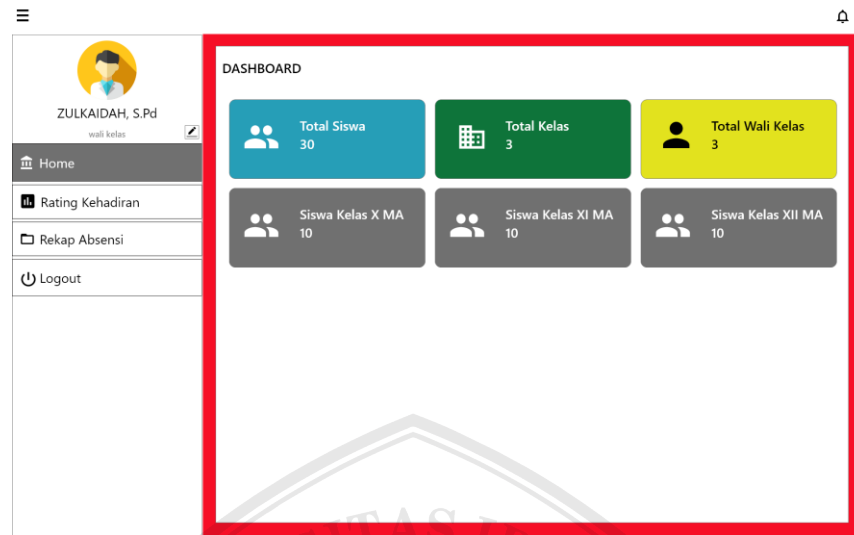 ZULKAIDAH, S.Pd
wali kelas
Home
Rating Kehadiran
Rekap Absensi
Logout
DASHBOARD
Total Siswa
30
Total Kelas
3
Total Wali Kelas
3
Siswa Kelas X MA
10
Siswa Kelas XI MA
10
Siswa Kelas XII MA
10